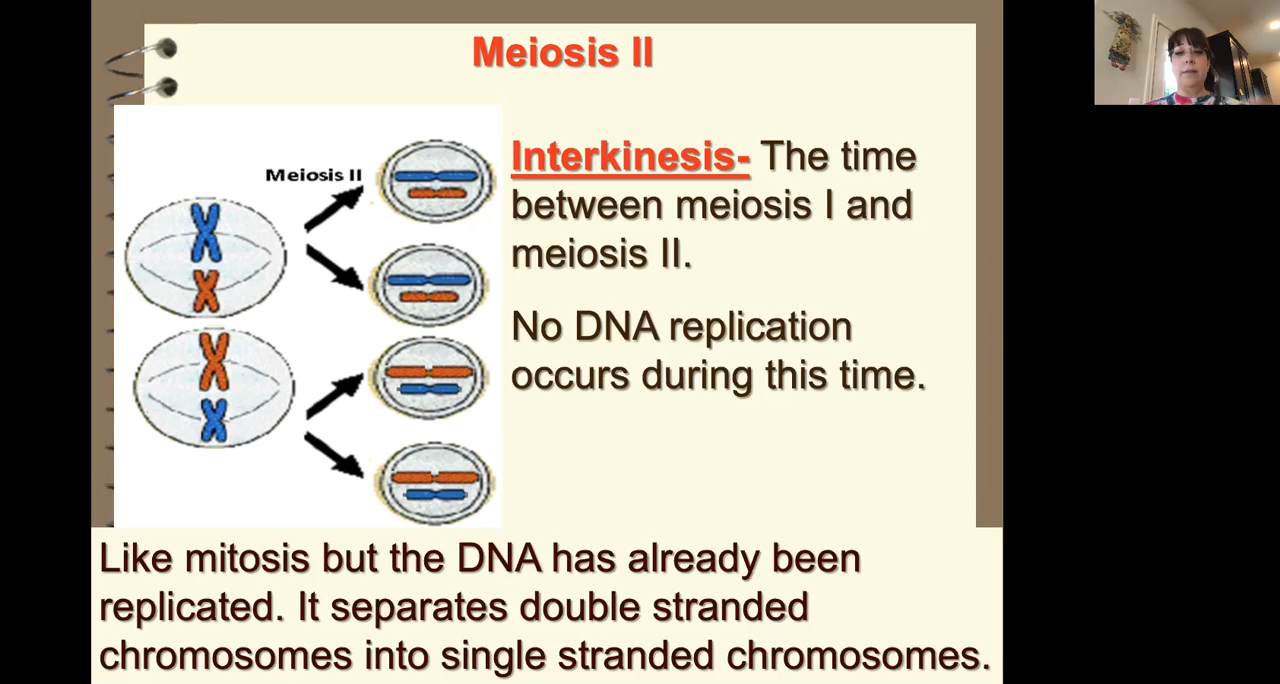 Meiosis II
Meiosis II
Interkinesis- The time
between meiosis I and
meiosis II.
No DNA replication
occurs during this time.
Like mitosis but the DNA has already been
replicated. It separates double stranded
chromosomes into single stranded chromosomes.